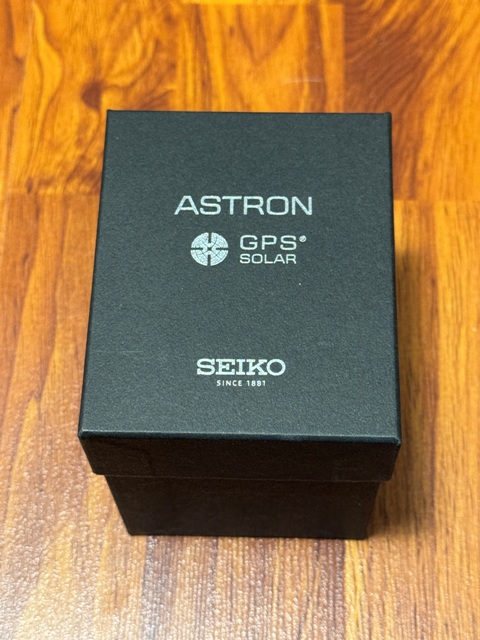 ASTRON
GPS®
SOLAR
SEIKO
SINCE 1881